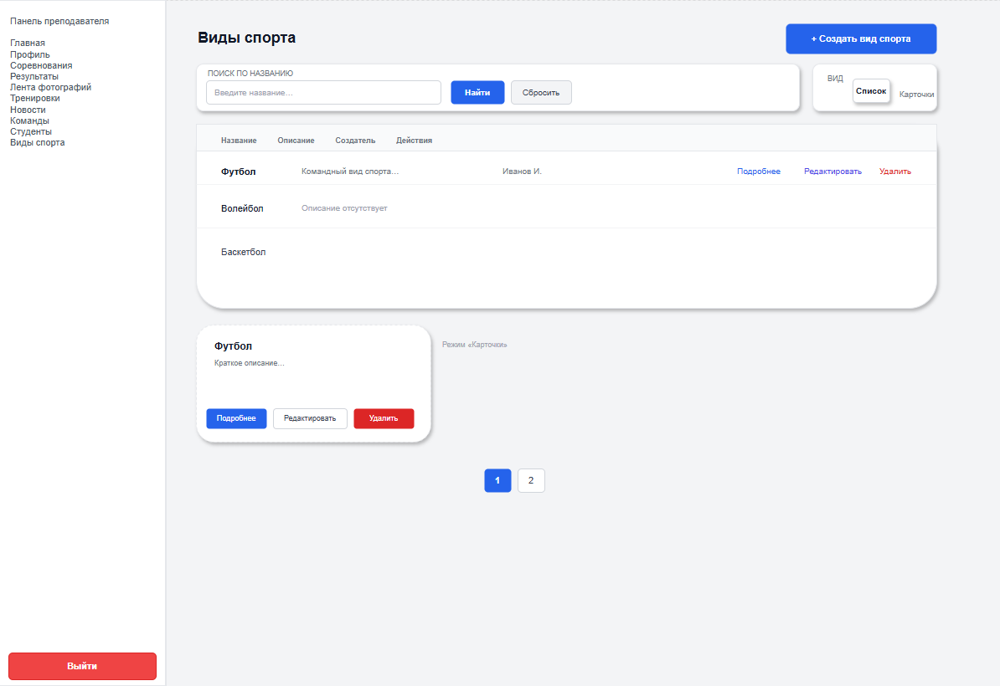 Панель преподавателя
Главная
Профиль
Соревнования
Результаты
Лента фотографий
Тренировки
Новости
Команды
Студенты
Виды спорта
Выйти
Виды спорта
+ Создать вид спорта
ПОИСК ПО НАЗВАНИЮ
Введите название...
Найти
Сбросить
ВИД
Список
Карточки
Название Описание Создатель Действия
Футбол Командный вид спорта... Иванов И. Подробнее Редактировать Удалить
Волейбол Описание отсутствует
Баскетбол
Футбол
Краткое описание...
Подробнее Редактировать Удалить
Режим «Карточки»
1 2